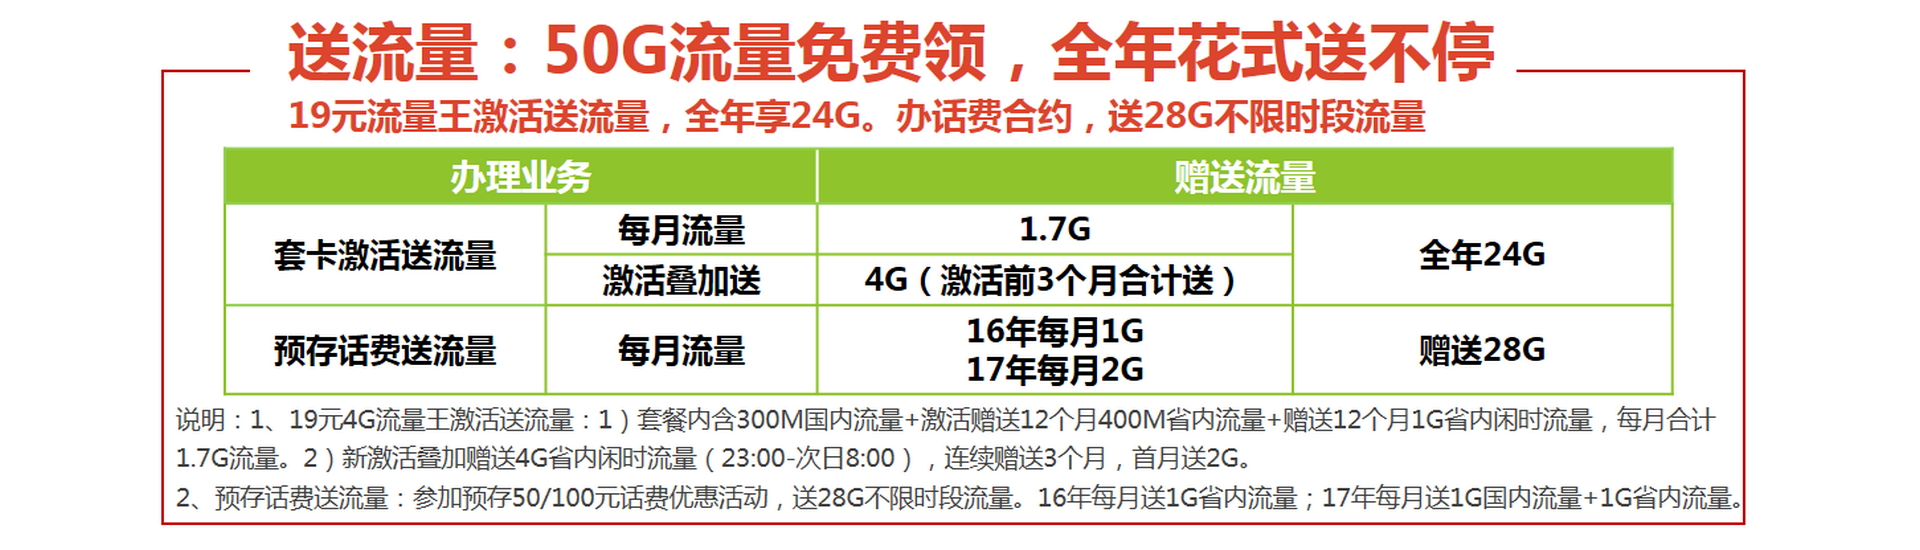 送流量：50G流量免费领，全年花式送不停
19元流量王激活送流量，全年享24G。办话费合约，送28G不限时段流量
办理业务 赠送流量
套卡激活送流量 每月流量 1.7G 全年24G
激活叠加送 4G（激活前3个月合计送）
预存话费送流量 每月流量 16年每月1G 赠送28G
17年每月2G
说明：1、19元4G流量王激活送流量：1）套餐内含300M国内流量+激活赠送12个月400M省内流量+赠送12个月1G省内闲时流量，每月合计
1.7G流量。2）新激活叠加赠送4G省内闲时流量（23:00-次日8:00），连续赠送3个月，首月送2G。
2、预存话费送流量：参加预存50/100元话费优惠活动，送28G不限时段流量。16年每月送1G省内流量；17年每月送1G国内流量+1G省内流量。